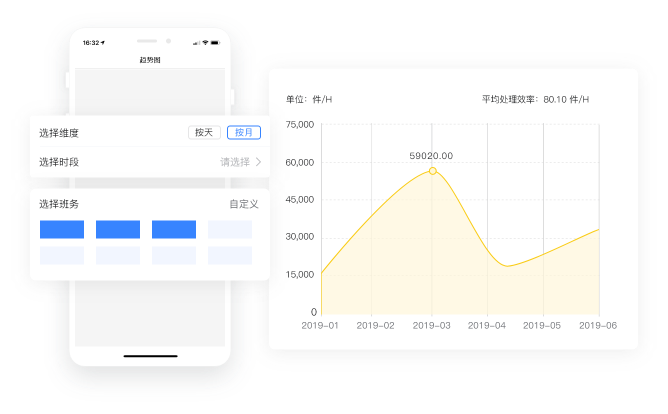 16:32
趋势图
选择维度 按天 按月
选择时段 请选择
选择班务 自定义
单位：件/H 平均处理效率：80.10 件/H
75,000
60,000
45,000
30,000
15,000
0
59020.00
2019-01 2019-02 2019-03 2019-04 2019-05 2019-06